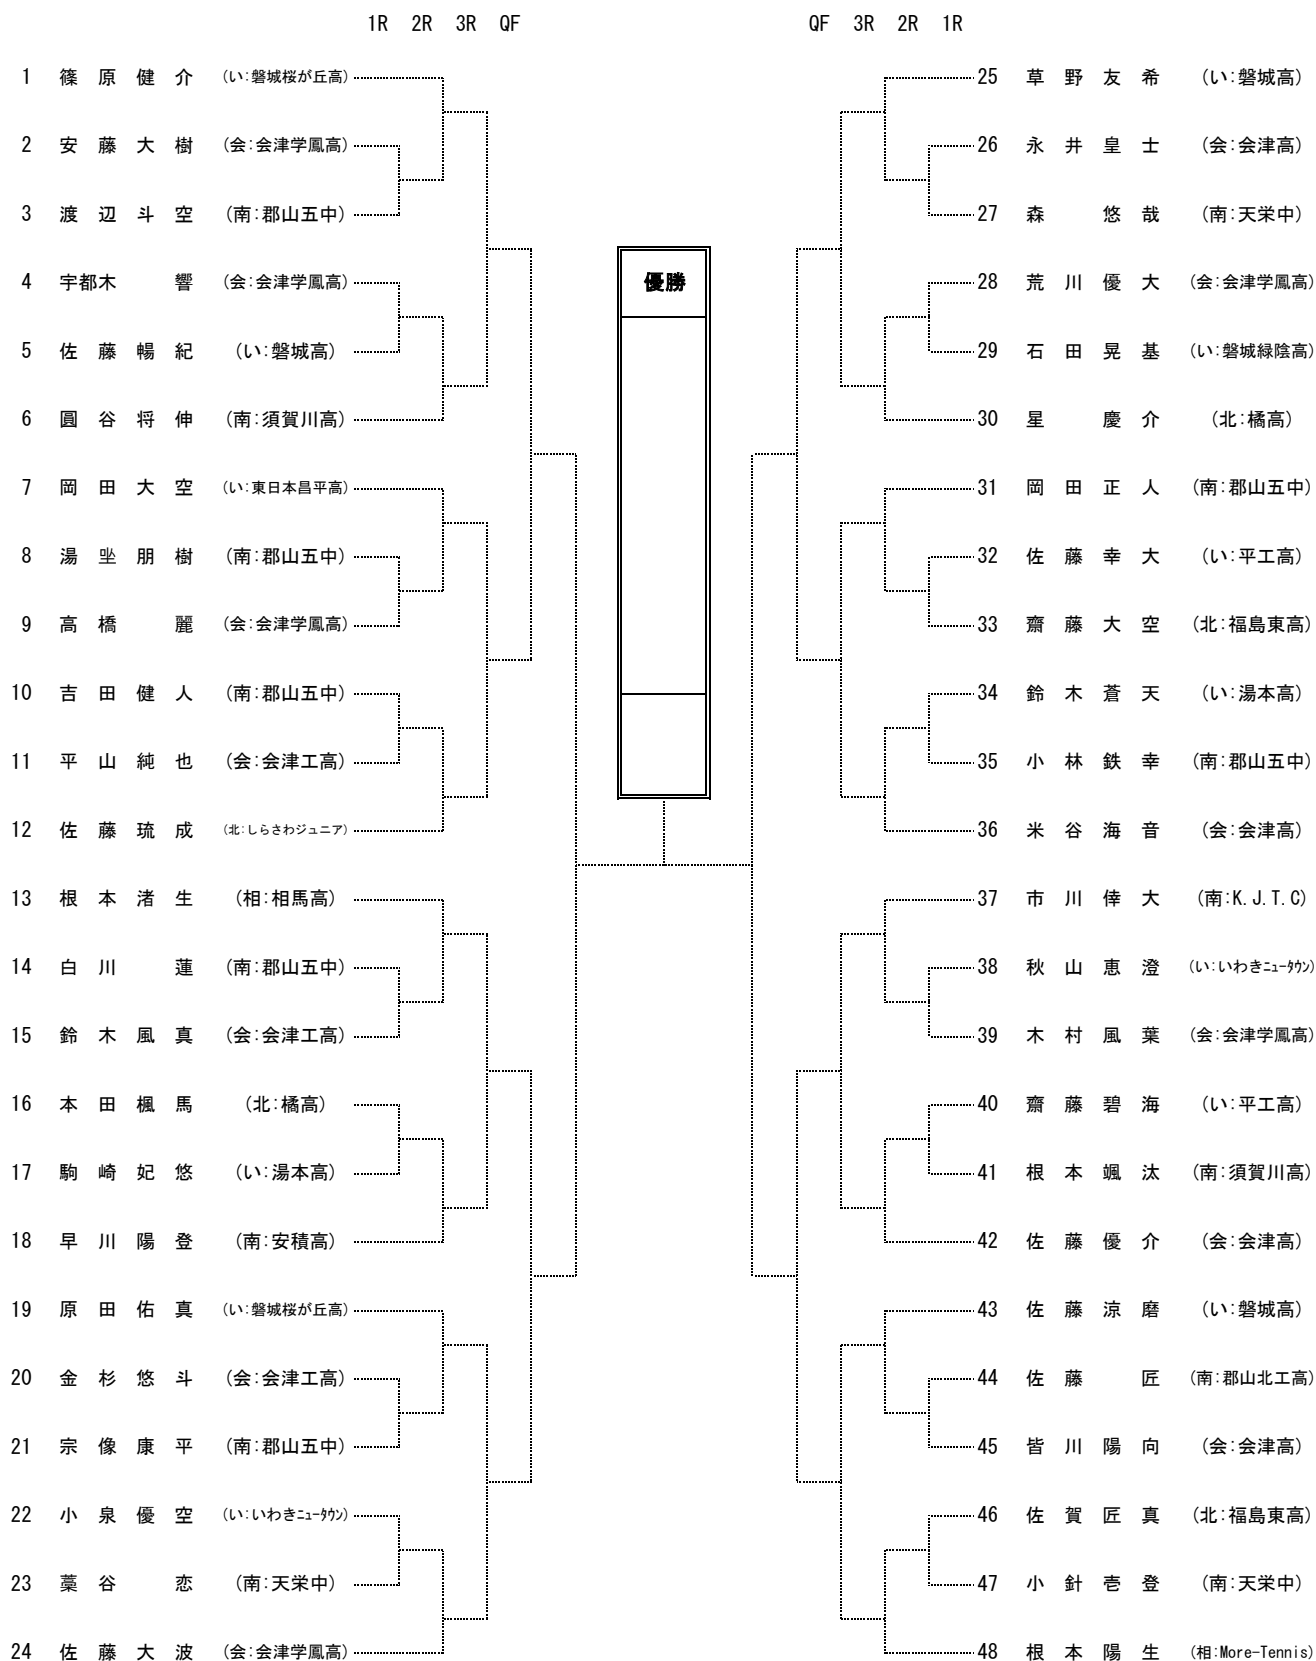 1R 2R 3R QF
1 篠原健介 (い:磐城桜が丘高)
2 安藤大樹 (会:会津学鳳高)
3 渡辺斗空 (南:郡山五中)
4 宇都木 響 (会:会津学鳳高)
5 佐藤暢紀 (い:磐城高)
6 圓谷将伸 (南:須賀川高)
7 岡田大空 (い:東日本昌平高)
8 湯坐朋樹 (南:郡山五中)
9 高橋 麗 (会:会津学鳳高)
10 吉田健人 (南:郡山五中)
11 平山純也 (会:会津工高)
12 佐藤琉成 (北:しらさわジュニア)
13 根本渚生 (相:相馬高)
14 白川 蓮 (南:郡山五中)
15 鈴木風真 (会:会津工高)
16 本田楓馬 (北:橘高)
17 駒崎妃悠 (い:湯本高)
18 早川陽登 (南:安積高)
19 原田佑真 (い:磐城桜が丘高)
20 金杉悠斗 (会:会津工高)
21 宗像康平 (南:郡山五中)
22 小泉優空 (い:いわきニュータウン)
23 藁谷 恋 (南:天栄中)
24 佐藤大波 (会:会津学鳳高)
優勝
QF 3R 2R 1R
25 草野友希 (い:磐城高)
26 永井皇士 (会:会津高)
27 森 悠哉 (南:天栄中)
28 荒川優大 (会:会津学鳳高)
29 石田晃基 (い:磐城緑陰高)
30 星 慶介 (北:橘高)
31 岡田正人 (南:郡山五中)
32 佐藤幸大 (い:平工高)
33 齋藤大空 (北:福島東高)
34 鈴木蒼天 (い:湯本高)
35 小林鉄幸 (南:郡山五中)
36 米谷海音 (会:会津高)
37 市川倖大 (南:K.J.T.C)
38 秋山恵澄 (い:いわきニュータウン)
39 木村風葉 (会:会津学鳳高)
40 齋藤碧海 (い:平工高)
41 根本颯汰 (南:須賀川高)
42 佐藤優介 (会:会津高)
43 佐藤涼磨 (い:磐城高)
44 佐藤 匠 (南:郡山北工高)
45 皆川陽向 (会:会津高)
46 佐賀匠真 (北:福島東高)
47 小針壱登 (南:天栄中)
48 根本陽生 (相:More-Tennis)